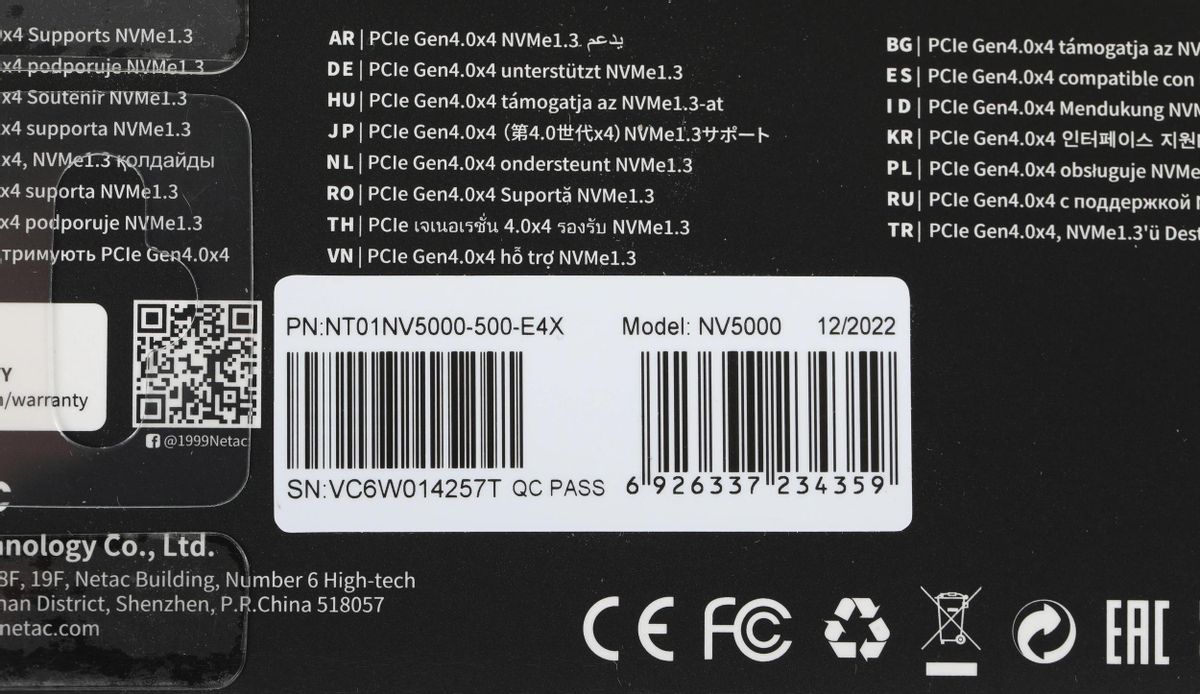 x4 Supports NVMe1.3
x4 podporuje NVMe1.3
x4 Soutenir NVMe1.3
x4 supporta NVMe1.3
x4, NVMe1.3 колдайды
x4 suporta NVMe1.3
x4 podporuje NVMe1.3
тримують PCIe Gen4.0x4
AR | PCIe Gen4.0x4 NVMe1.3 يدعم
DE | PCIe Gen4.0x4 unterstützt NVMe1.3
HU | PCIe Gen4.0x4 támogatja az NVMe1.3-at
JP | PCIe Gen4.0x4（第4.0世代x4）NVMe1.3サポート
NL | PCIe Gen4.0x4 ondersteunt NVMe1.3
RO | PCIe Gen4.0x4 Suportă NVMe1.3
TH | PCIe เจเนอเรชั่น 4.0x4 รองรับ NVMe1.3
VN | PCIe Gen4.0x4 hỗ trợ NVMe1.3
BG | PCIe Gen4.0x4 támogatja az NV
ES | PCIe Gen4.0x4 compatible con
ID | PCIe Gen4.0x4 Mendukung NVM
KR | PCIe Gen4.0x4 인터페이스 지원
PL | PCIe Gen4.0x4 obsługuje NVMe
RU | PCIe Gen4.0x4 с поддержкой N
TR | PCIe Gen4.0x4, NVMe1.3'ü Dest
Y
n/warranty
@1999Netac
PN:NT01NV5000-500-E4X
Model: NV5000 12/2022
SN:VC6W014257T QC PASS
6 926337 234359
nology Co., Ltd.
8F, 19F, Netac Building, Number 6 High-tech
han District, Shenzhen, P.R.China 518057
netac.com
CE FC EAC